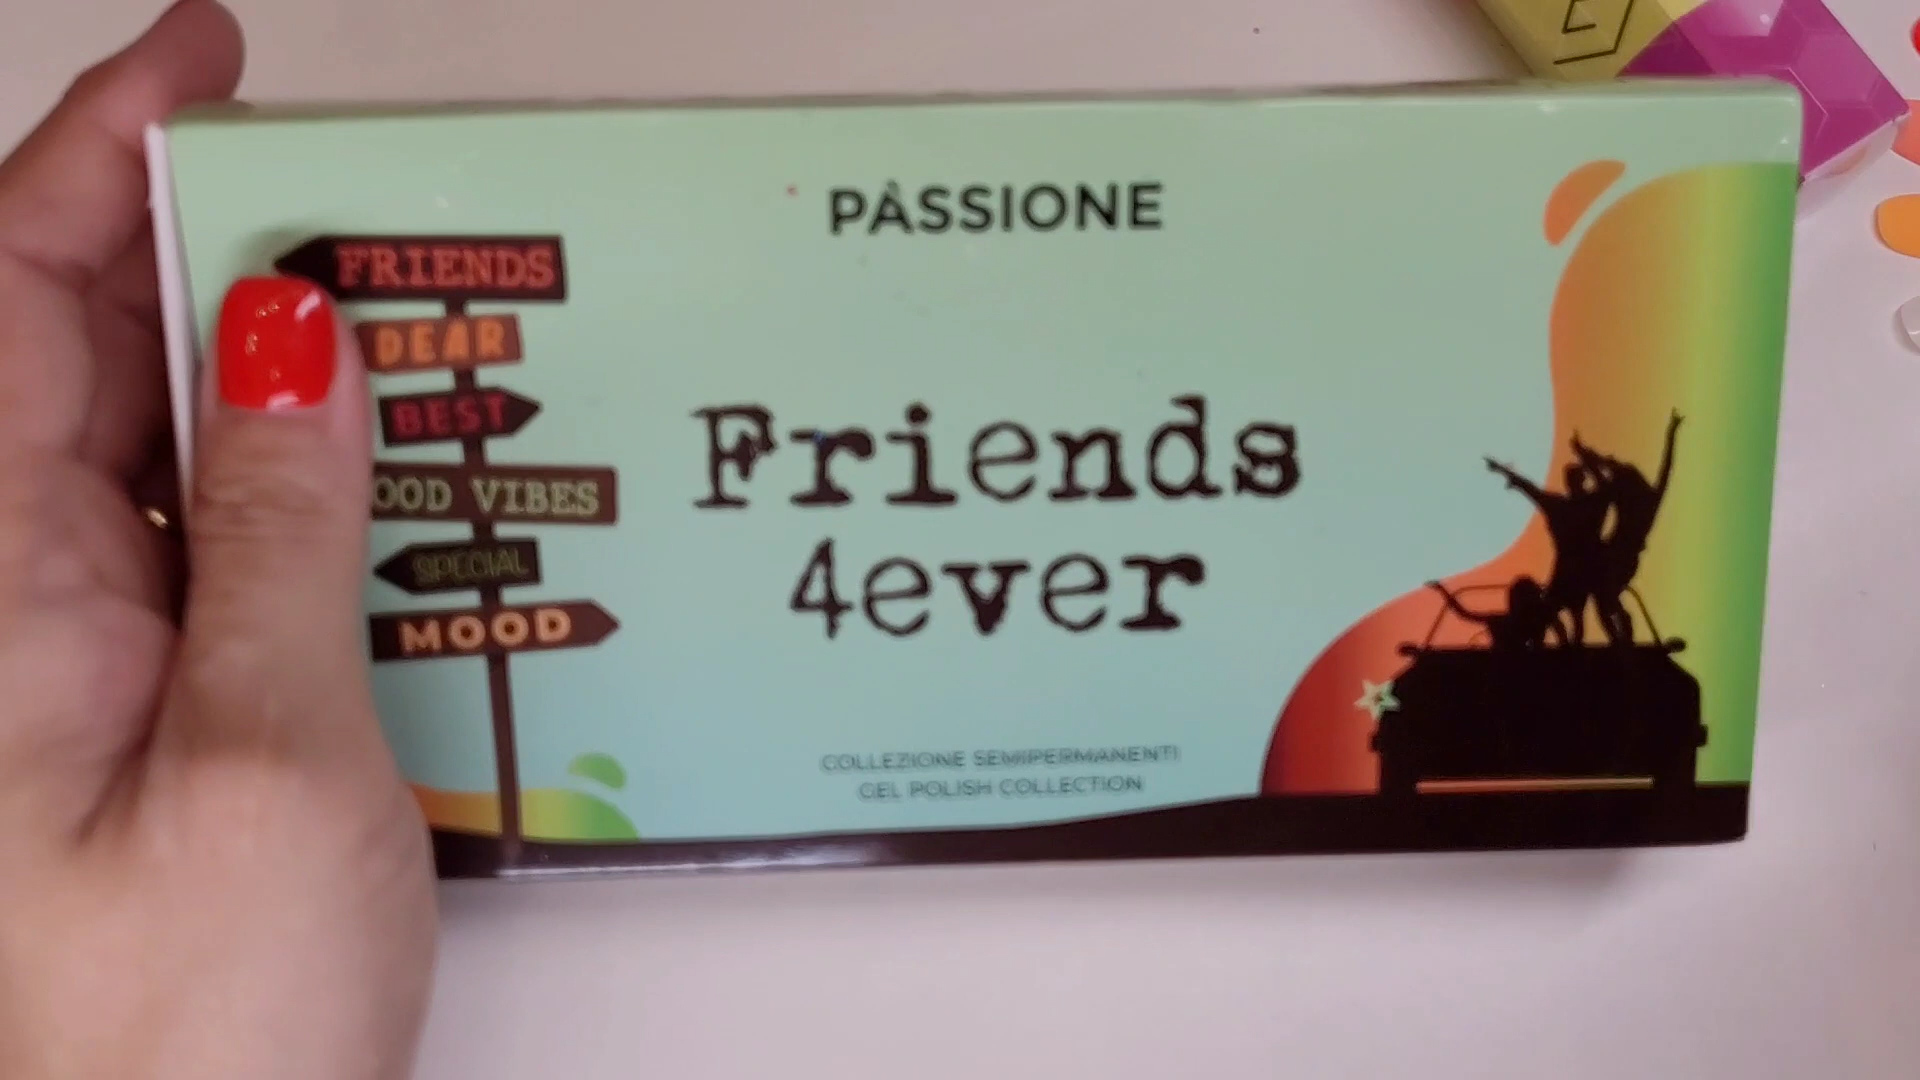 PASSIONE
FRIENDS
DEAR
BEST
OOD VIBES
SPECIAL
MOOD
Friends
4ever
COLLEZIONE SEMIPERMANENTI
GEL POLISH COLLECTION